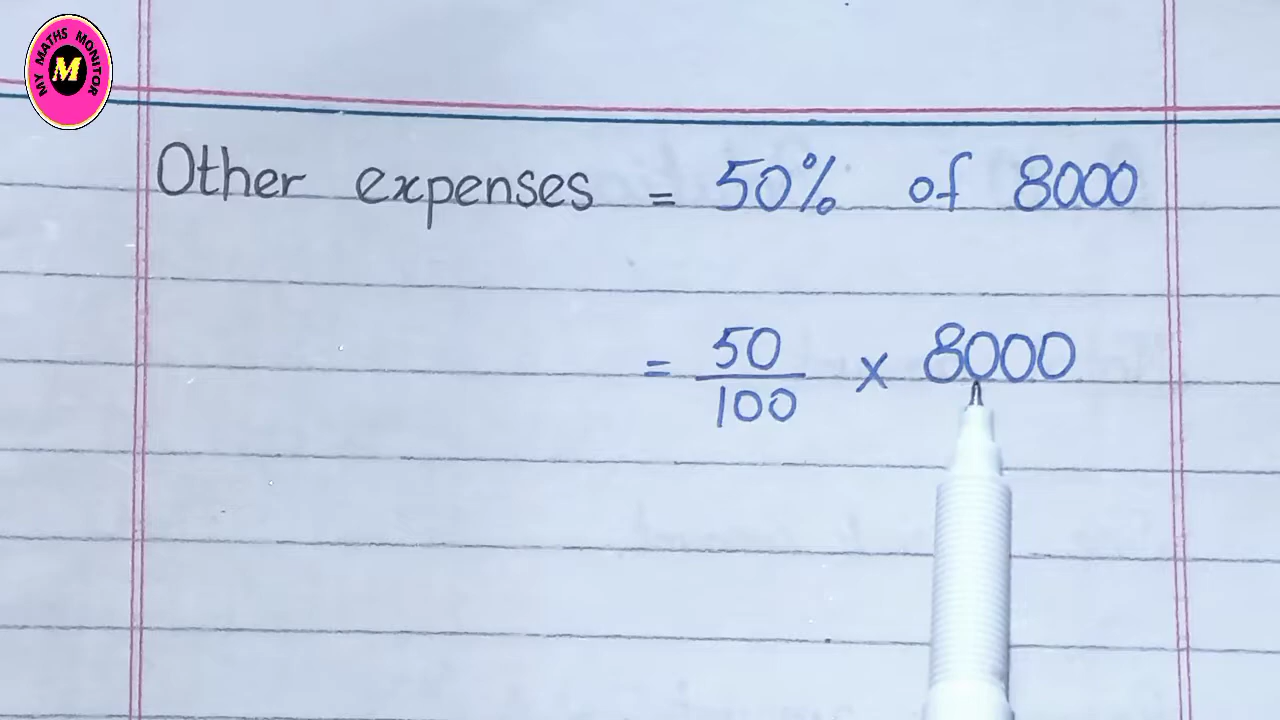 MY MATHS MONITOR
M
Other expenses = 50% of 8000
= 50/100 × 8000